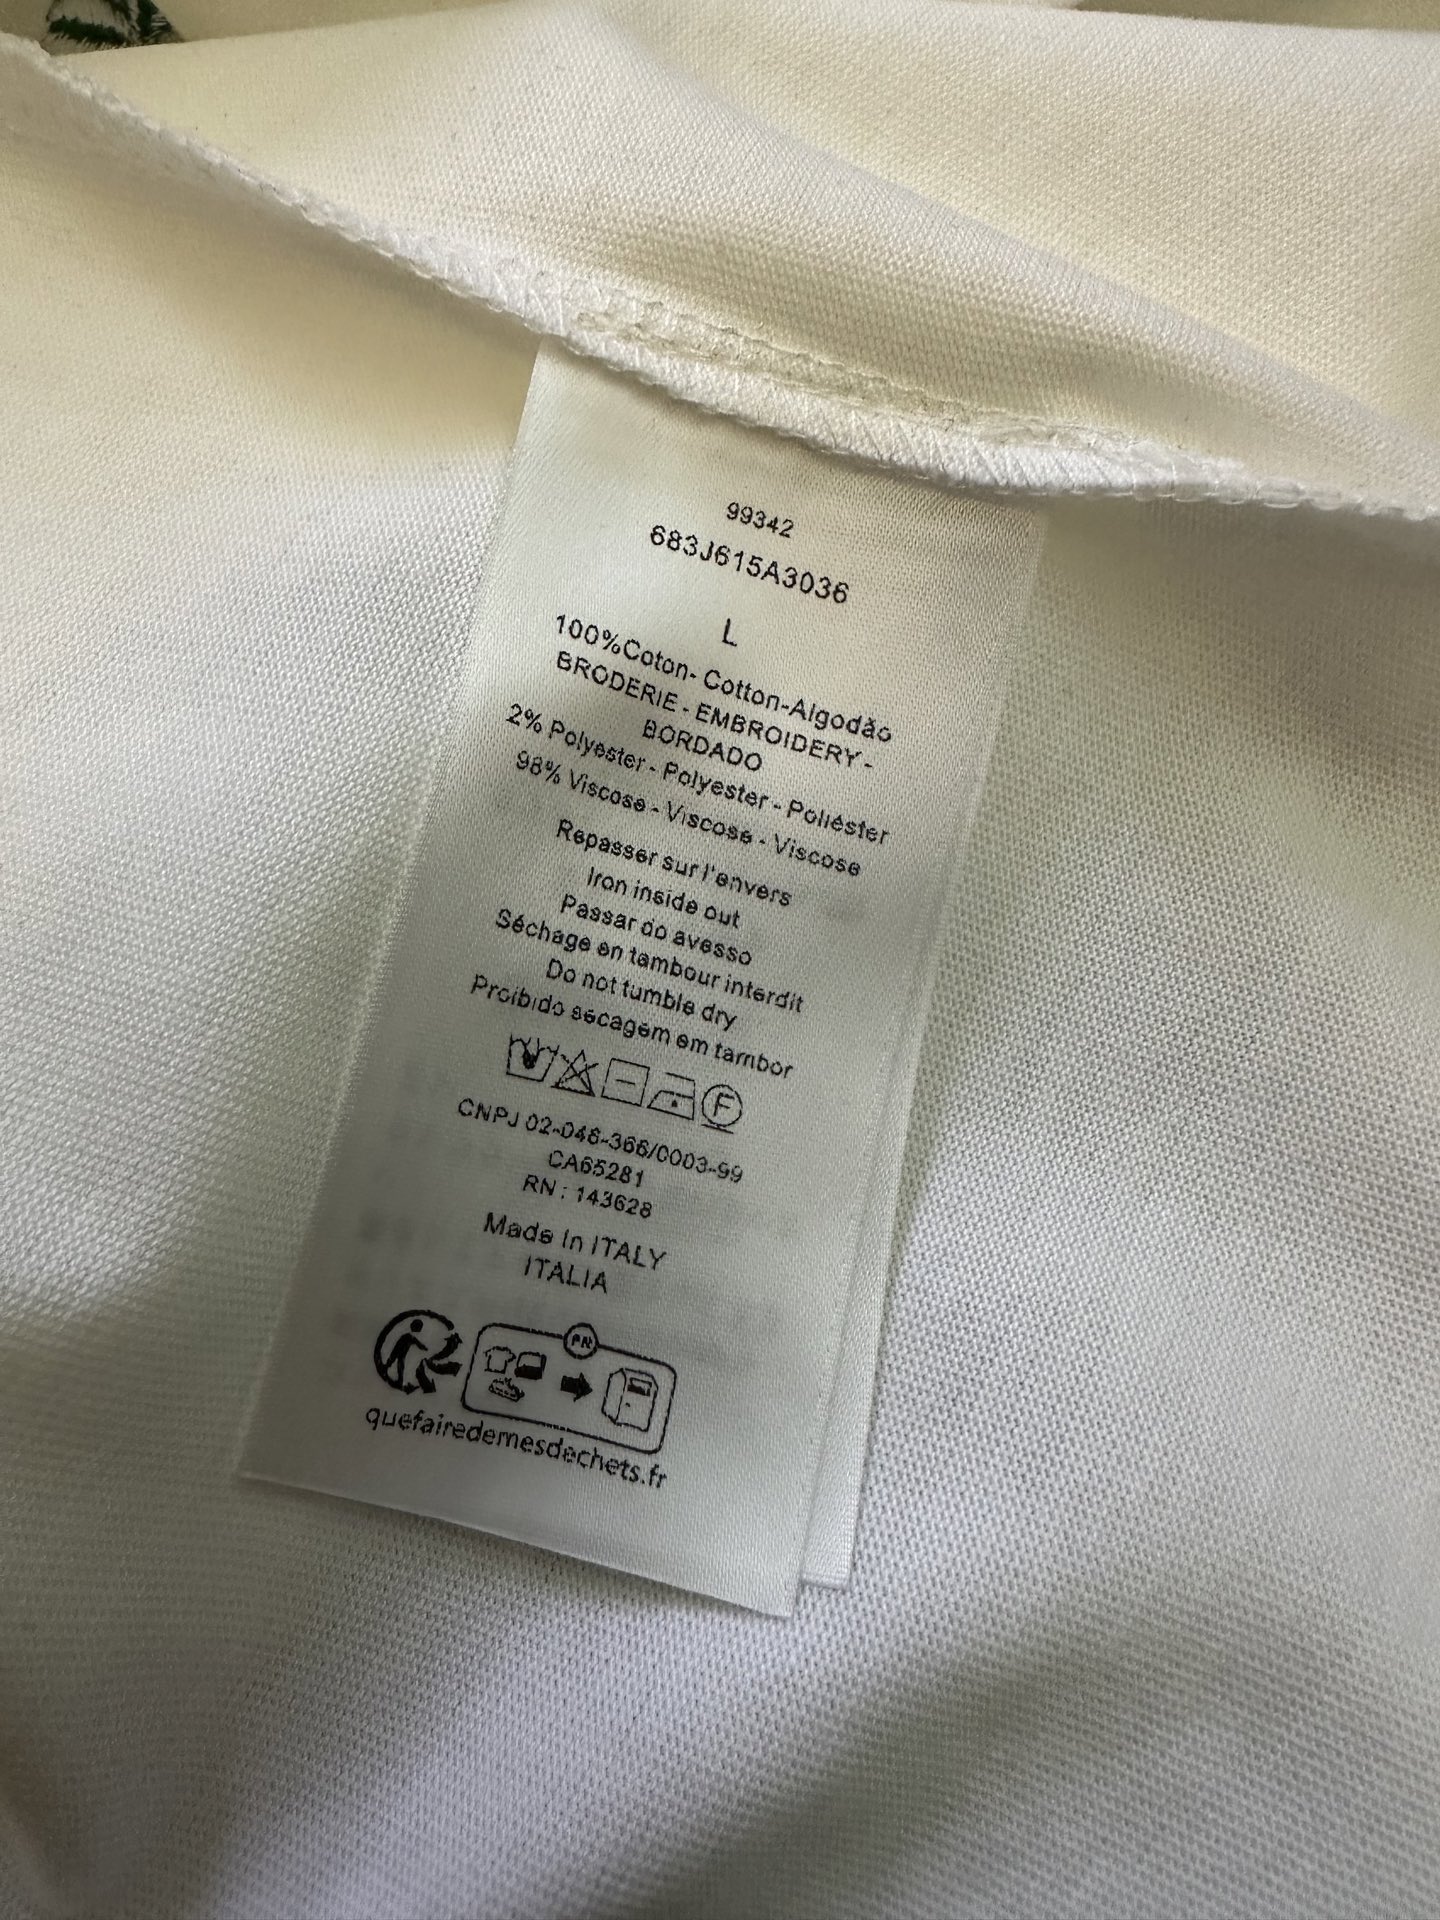 99342
683J615A3036
L
100%Coton- Cotton-Algodão
BRODERIE - EMBROIDERY -
BORDADO
2% Polyester - Polyester - Poliéster
98% Viscose - Viscose - Viscose
Repasser sur l'envers
Iron inside out
Passar do avesso
Séchage en tambour interdit
Do not tumble dry
Proibido secagem em tambor
F
CNPJ 02-046-366/0003-99
CA65281
RN : 143628
Made in ITALY
ITALIA
FR
quefairedemesdechets.fr